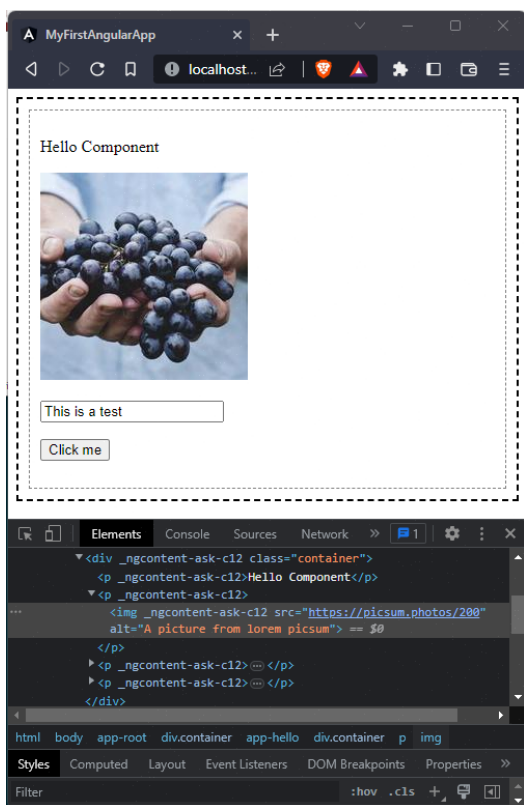 MyFirstAngularApp
localhost...
Hello Component
This is a test
Click me
Elements Console Sources Network » 1
<div _ngcontent-ask-c12 class="container">
<p _ngcontent-ask-c12>Hello Component</p>
<p _ngcontent-ask-c12>
<img _ngcontent-ask-c12 src="https://picsum.photos/200"
alt="A picture from lorem picsum"> == $0
</p>
<p _ngcontent-ask-c12>…</p>
<p _ngcontent-ask-c12>…</p>
</div>
html body app-root div.container app-hello div.container p img
Styles Computed Layout Event Listeners DOM Breakpoints Properties »
Filter :hov .cls +